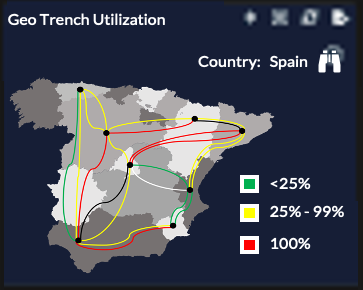 Geo Trench Utilization
Country: Spain
<25%
25% - 99%
100%